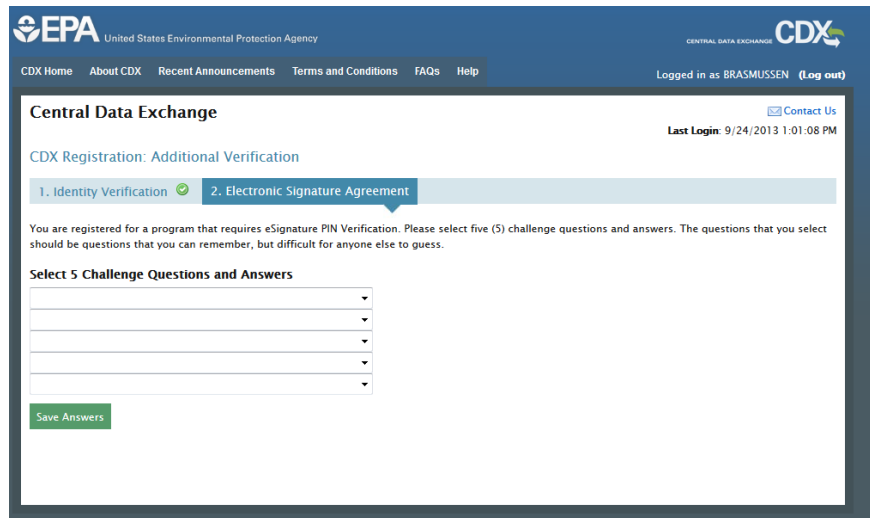 EPA United States Environmental Protection Agency
CENTRAL DATA EXCHANGE CDX
CDX Home About CDX Recent Announcements Terms and Conditions FAQs Help
Logged in as BRASMUSSEN (Log out)
Central Data Exchange
Contact Us
Last Login: 9/24/2013 1:01:08 PM
CDX Registration: Additional Verification
1. Identity Verification 2. Electronic Signature Agreement
You are registered for a program that requires eSignature PIN Verification. Please select five (5) challenge questions and answers. The questions that you select
should be questions that you can remember, but difficult for anyone else to guess.
Select 5 Challenge Questions and Answers
Save Answers